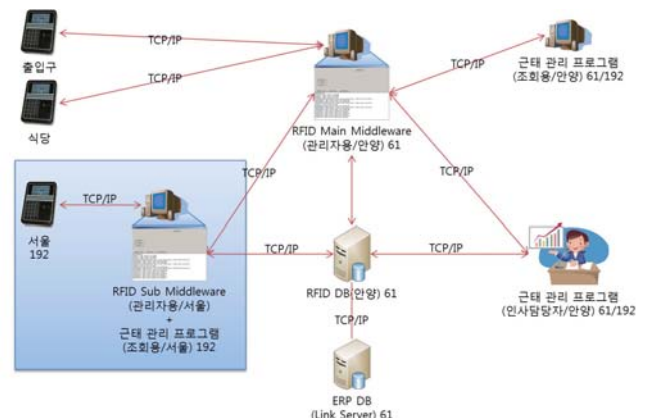 TCP/IP
출입구
TCP/IP
식당
RFID Main Middleware
(관리자용/안양) 61
TCP/IP
근태 관리 프로그램
(조회용/안양) 61/192
TCP/IP
TCP/IP
TCP/IP
서울
192
RFID Sub Middleware
(관리자용/서울)
+
근태 관리 프로그램
(조회용/서울) 192
TCP/IP
RFID DB(안양) 61
TCP/IP
근태 관리 프로그램
(인사담당자/안양) 61/192
TCP/IP
ERP DB
(Link Server) 61